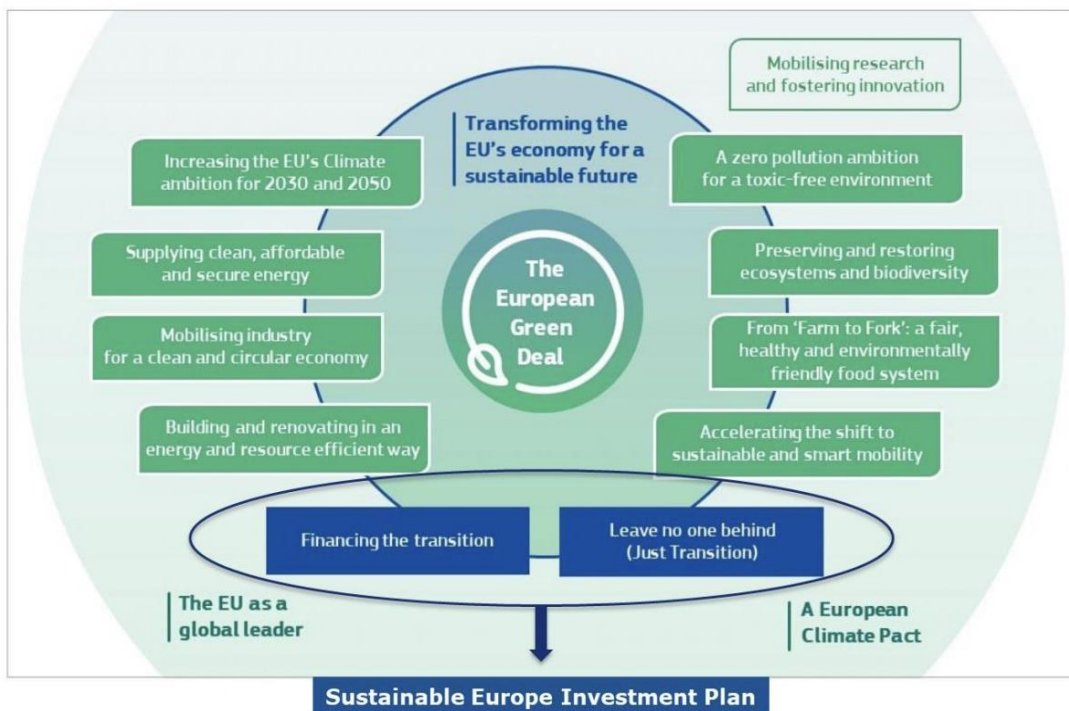 Mobilising research
and fostering innovation
Transforming the
EU's economy for a
sustainable future
Increasing the EU's Climate
ambition for 2030 and 2050
A zero pollution ambition
for a toxic-free environment
Supplying clean, affordable
and secure energy
Preserving and restoring
ecosystems and biodiversity
The
European
Green
Deal
Mobilising industry
for a clean and circular economy
From 'Farm to Fork': a fair,
healthy and environmentally
friendly food system
Building and renovating in an
energy and resource efficient way
Accelerating the shift to
sustainable and smart mobility
Financing the transition
Leave no one behind
(Just Transition)
The EU as a
global leader
A European
Climate Pact
Sustainable Europe Investment Plan